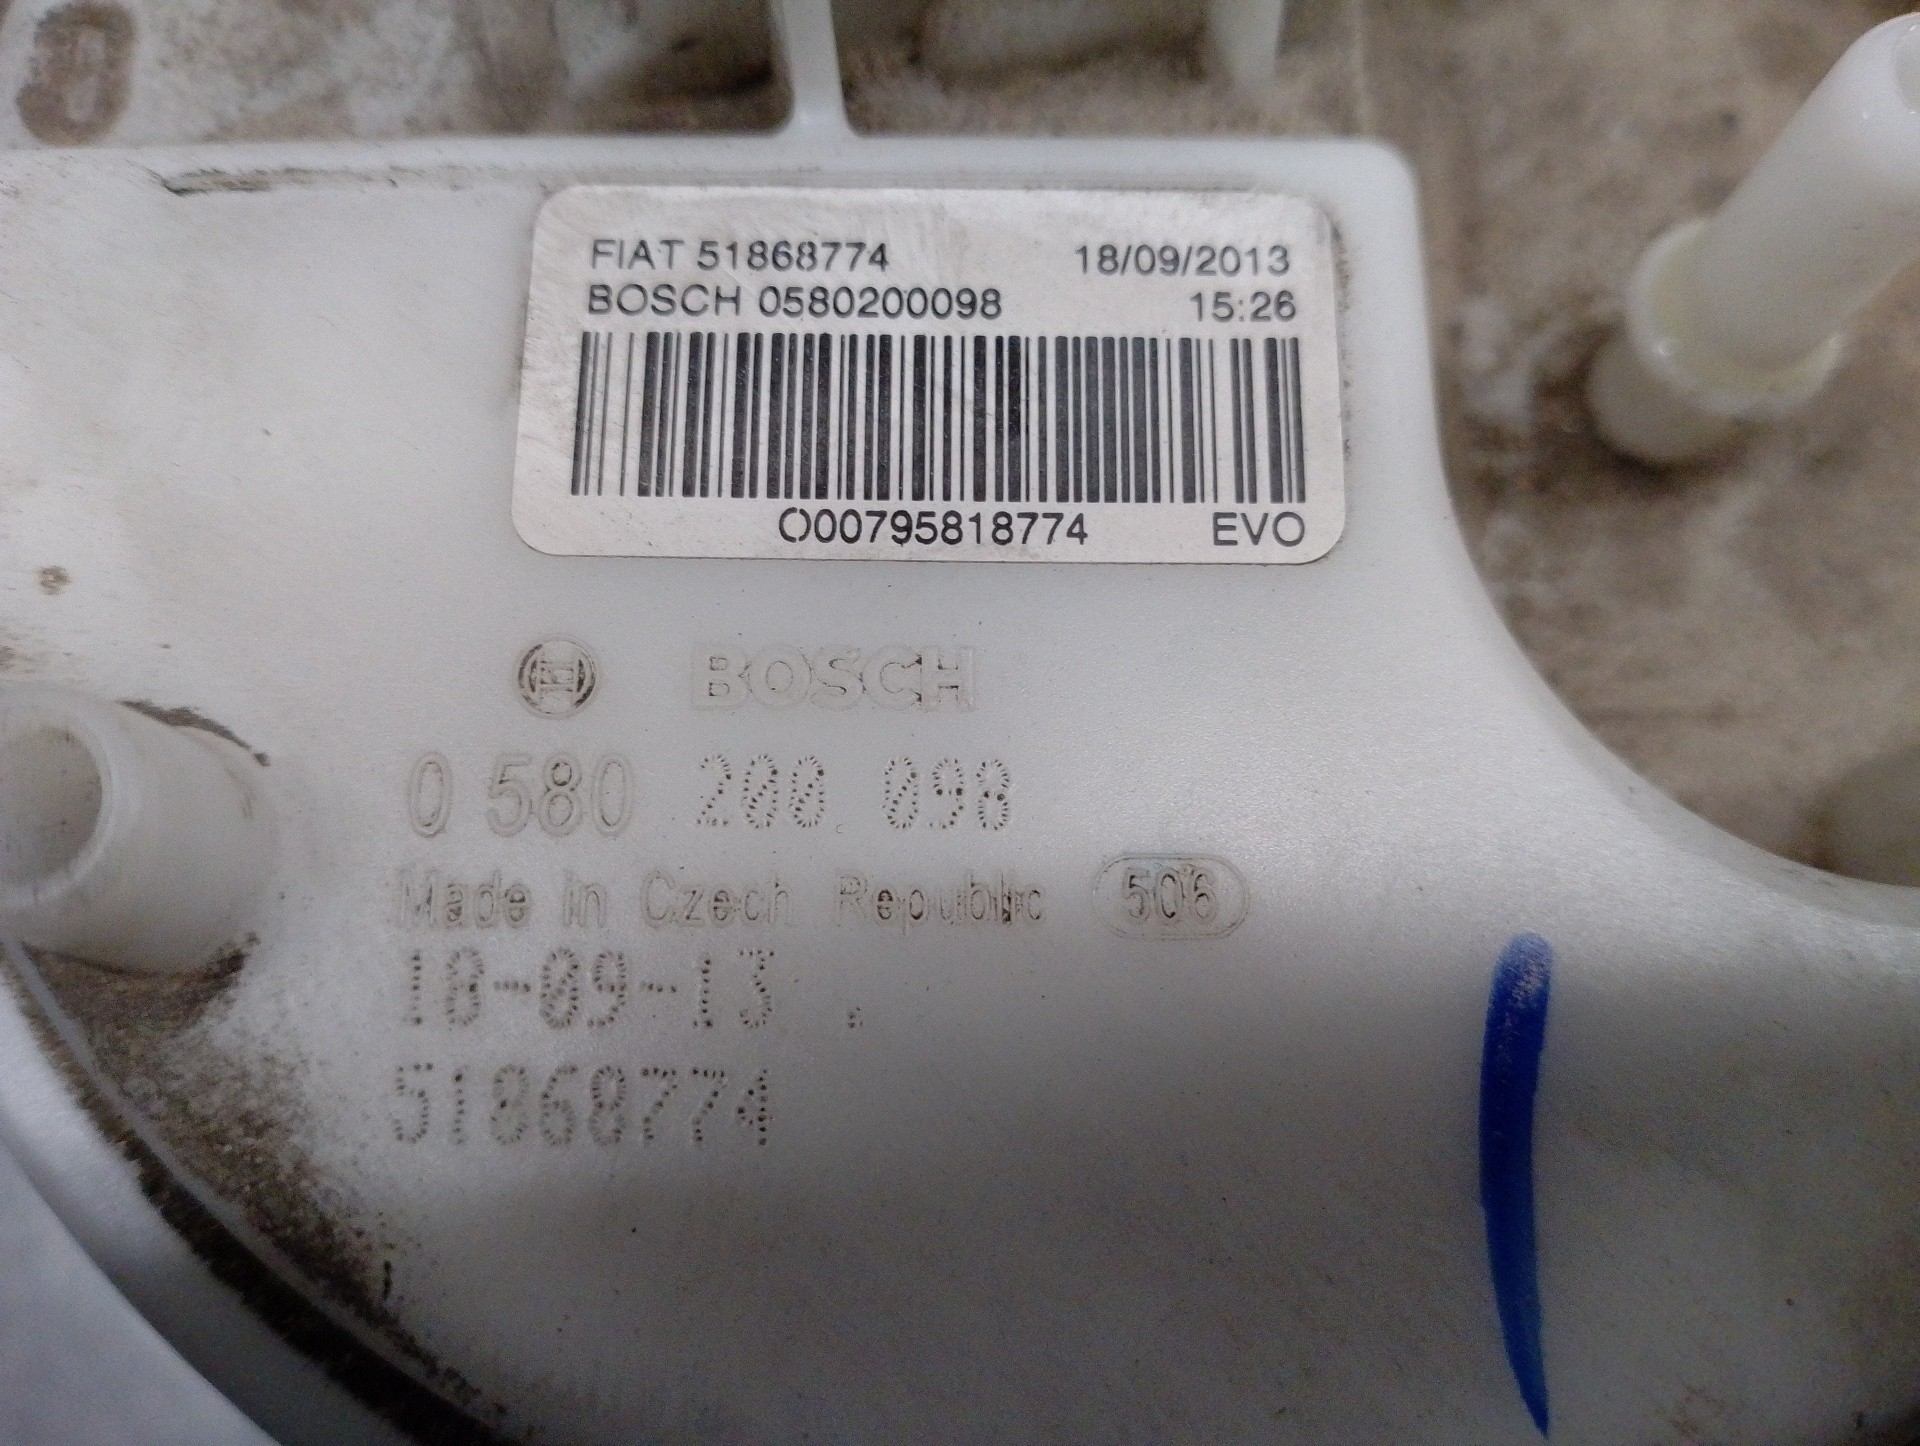 FIAT 51868774 18/09/2013
BOSCH 0580200098 15:26
O00795818774 EVO
BOSCH
0 580 200 098
Made in Czech Republic 506
18-09-13 .
51868774